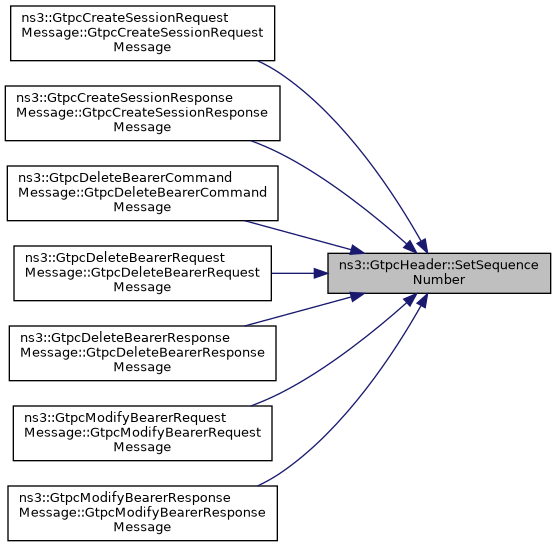 ns3::GtpcCreateSessionRequest
Message::GtpcCreateSessionRequest
Message
ns3::GtpcCreateSessionResponse
Message::GtpcCreateSessionResponse
Message
ns3::GtpcDeleteBearerCommand
Message::GtpcDeleteBearerCommand
Message
ns3::GtpcDeleteBearerRequest
Message::GtpcDeleteBearerRequest
Message
ns3::GtpcHeader::SetSequence
Number
ns3::GtpcDeleteBearerResponse
Message::GtpcDeleteBearerResponse
Message
ns3::GtpcModifyBearerRequest
Message::GtpcModifyBearerRequest
Message
ns3::GtpcModifyBearerResponse
Message::GtpcModifyBearerResponse
Message